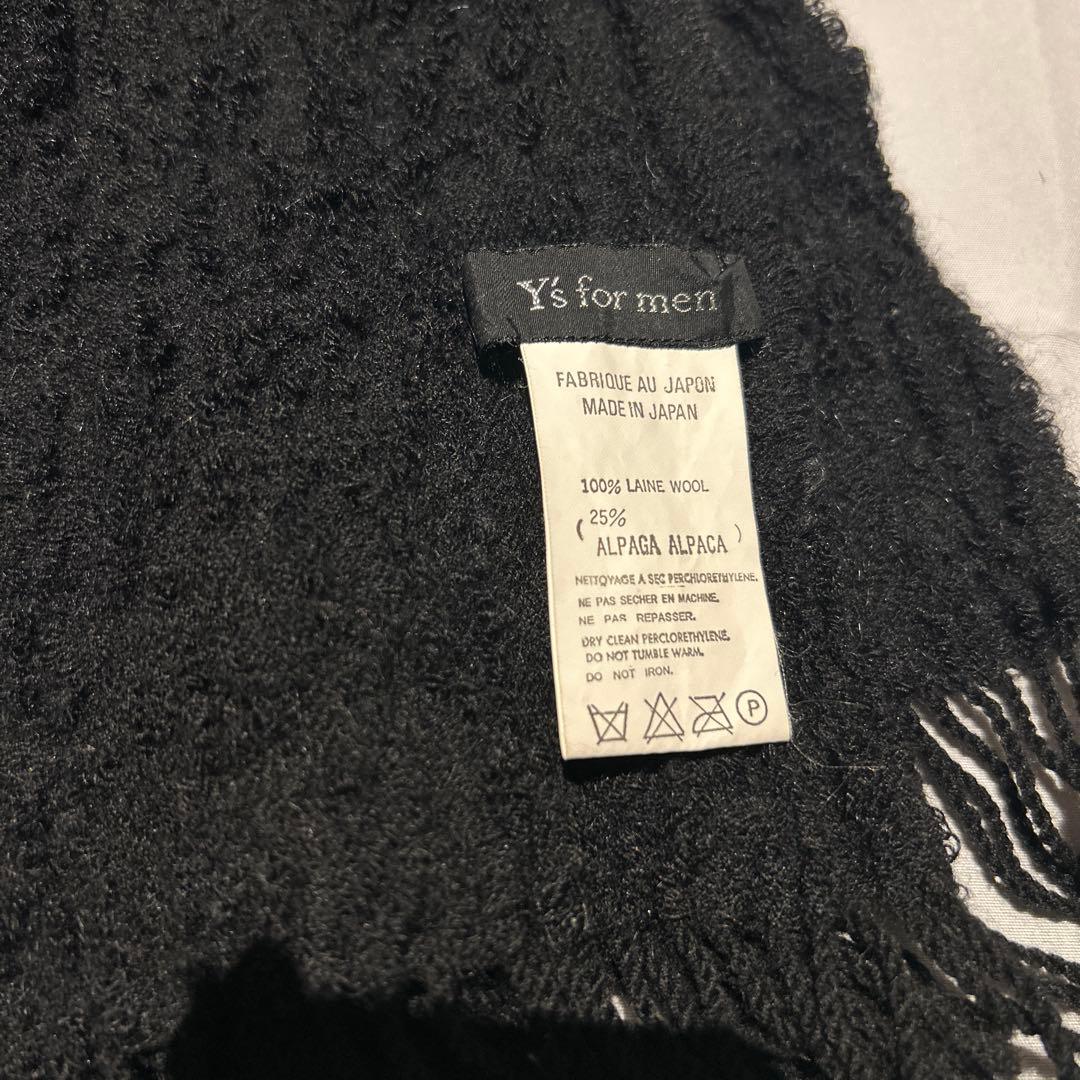 Y's for men
FABRIQUE AU JAPON
MADE IN JAPAN
100% LAINE WOOL
( 25%
ALPAGA ALPACA )
NETTOYAGE A SEC PERCHLORETHYLENE.
NE PAS SECHER EN MACHINE.
NE PAS REPASSER.
DRY CLEAN PERCLORETHYLENE.
DO NOT TUMBLE WARM.
DO NOT IRON.
P